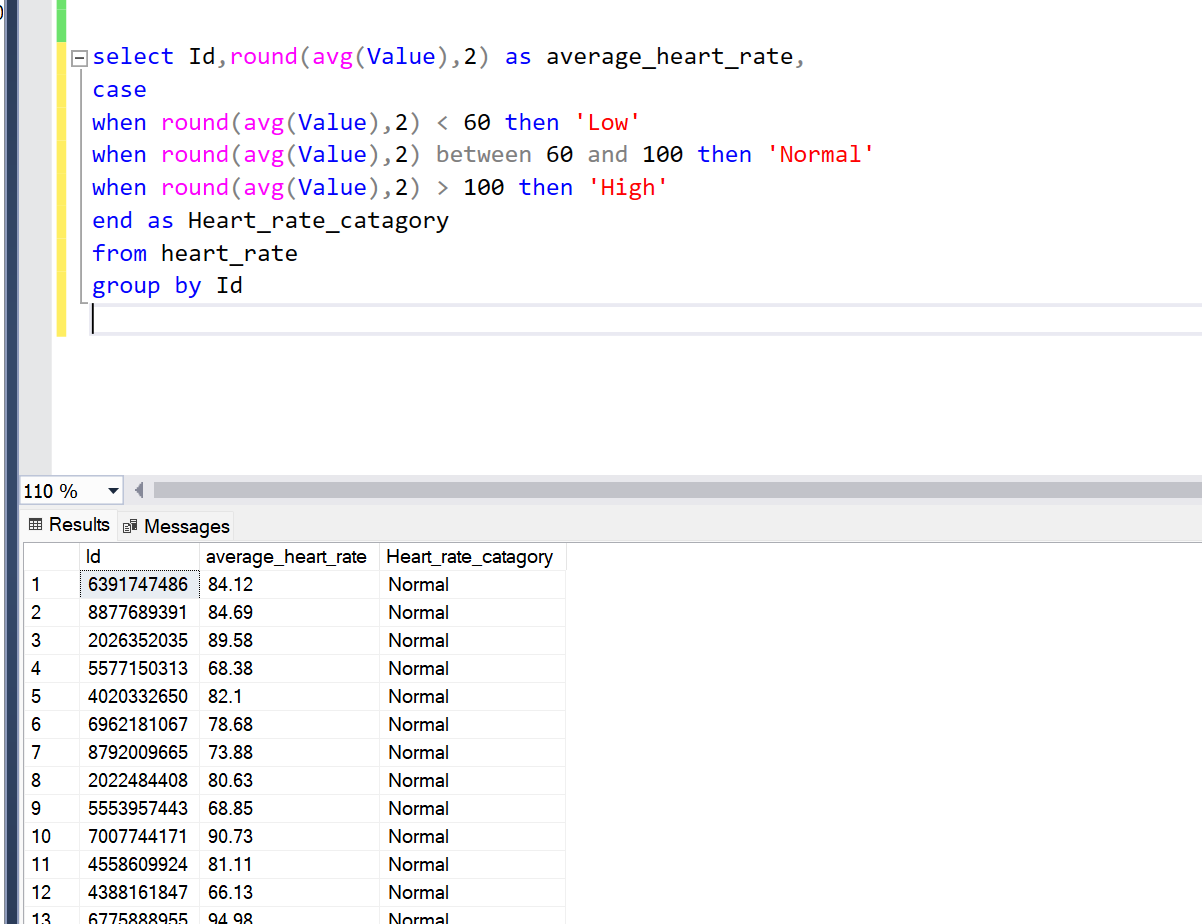 select Id,round(avg(Value),2) as average_heart_rate,
case
when round(avg(Value),2) < 60 then 'Low'
when round(avg(Value),2) between 60 and 100 then 'Normal'
when round(avg(Value),2) > 100 then 'High'
end as Heart_rate_catagory
from heart_rate
group by Id
110 %
Results Messages
Id average_heart_rate Heart_rate_catagory
1 6391747486 84.12 Normal
2 8877689391 84.69 Normal
3 2026352035 89.58 Normal
4 5577150313 68.38 Normal
5 4020332650 82.1 Normal
6 6962181067 78.68 Normal
7 8792009665 73.88 Normal
8 2022484408 80.63 Normal
9 5553957443 68.85 Normal
10 7007744171 90.73 Normal
11 4558609924 81.11 Normal
12 4388161847 66.13 Normal
13 6775888955 94.98 Normal